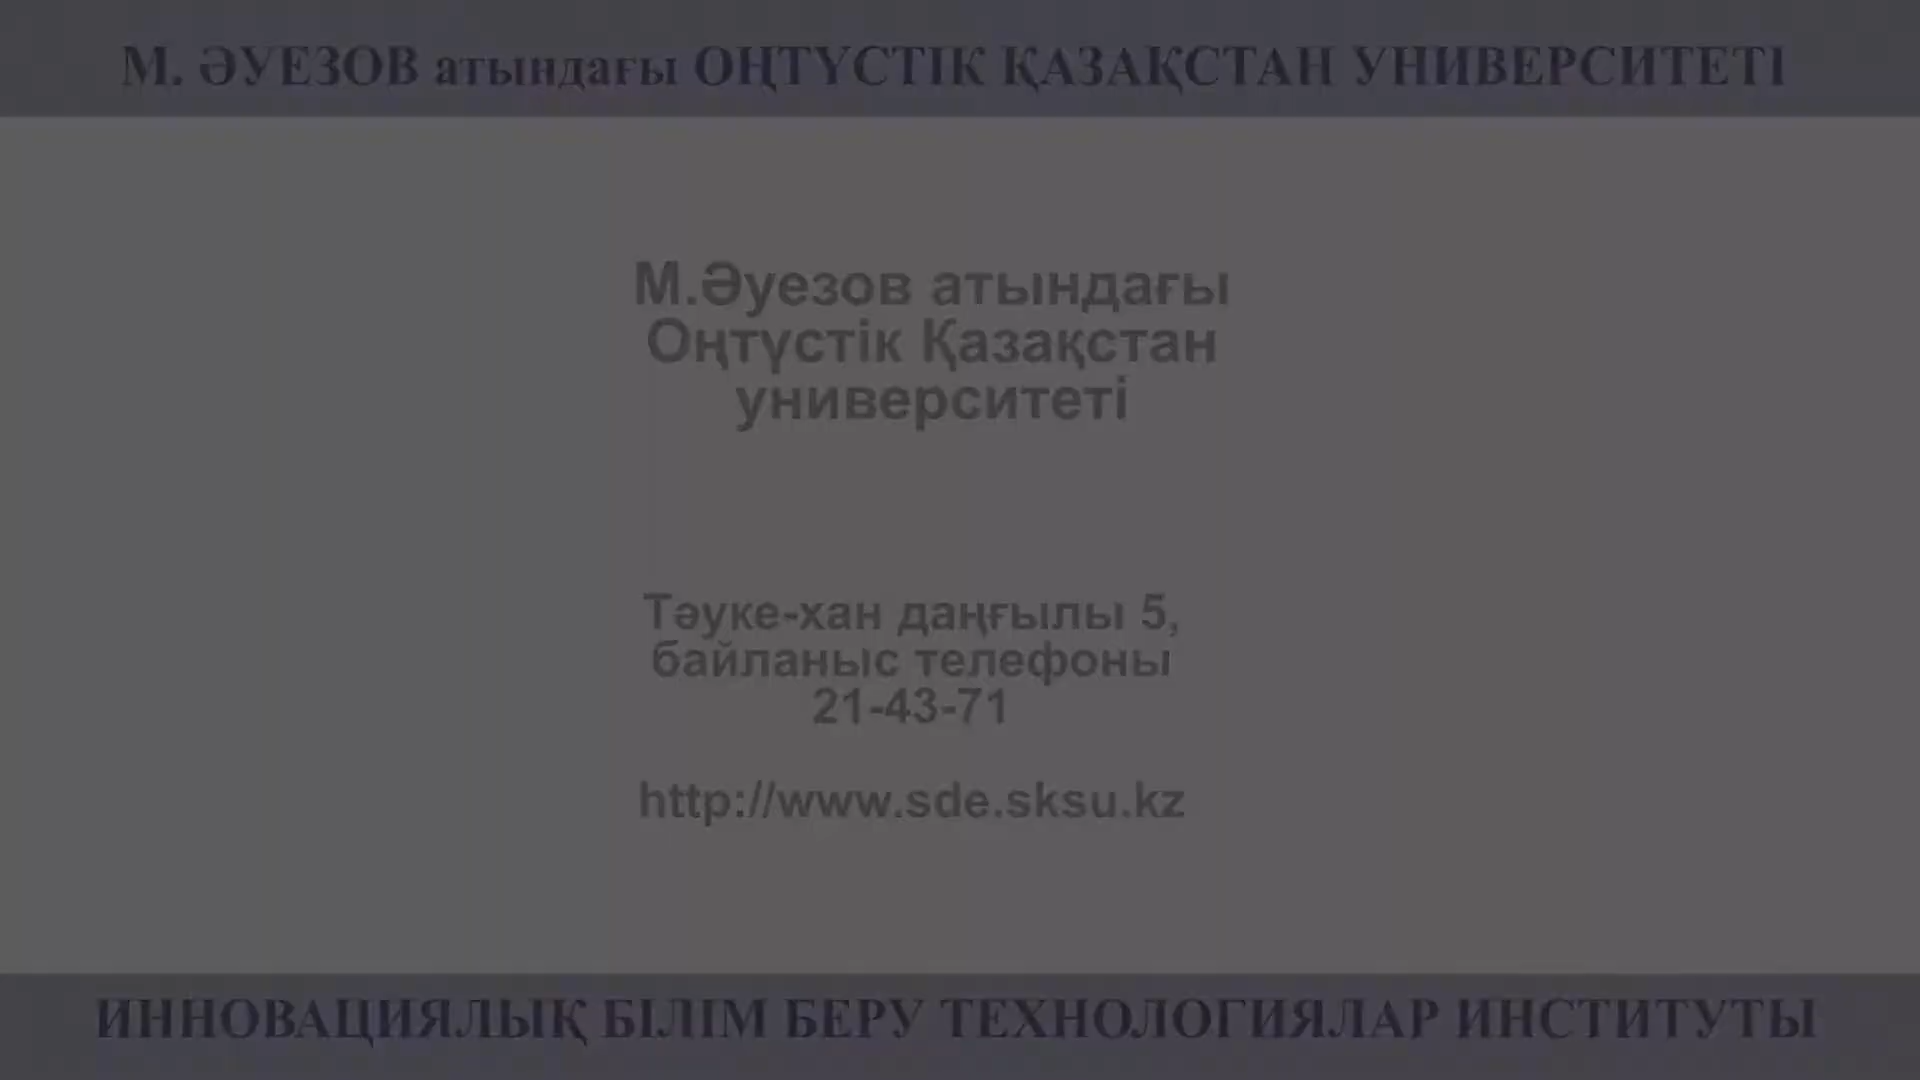 М. ӘУЕЗОВ атындағы ОҢТҮСТІК ҚАЗАҚСТАН УНИВЕРСИТЕТІ
М.Әуезов атындағы
Оңтүстік Қазақстан
университеті
Тәуке-хан даңғылы 5,
байланыс телефоны
21-43-71
http://www.sde.sksu.kz
ИННОВАЦИЯЛЫҚ БІЛІМ БЕРУ ТЕХНОЛОГИЯЛАР ИНСТИТУТЫ